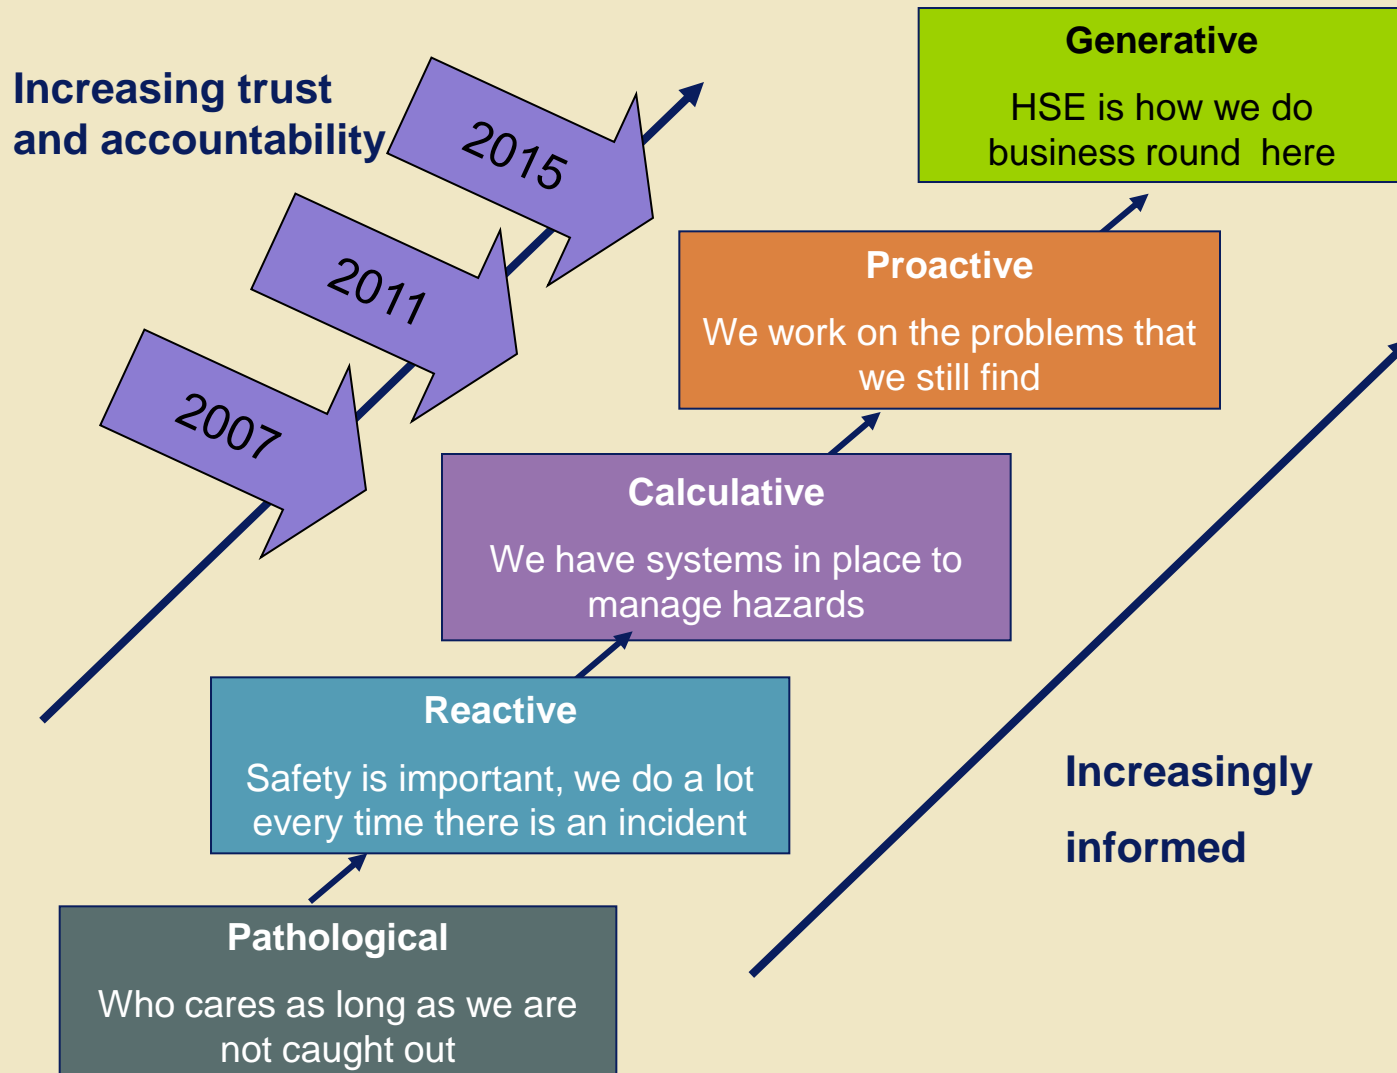 Increasing trust
and accountability
2015
2011
2007
Generative
HSE is how we do
business round  here
Proactive
We work on the problems that
we still find
Calculative
We have systems in place to
manage hazards
Reactive
Safety is important, we do a lot
every time there is an incident
Pathological
Who cares as long as we are
not caught out
Increasingly
informed